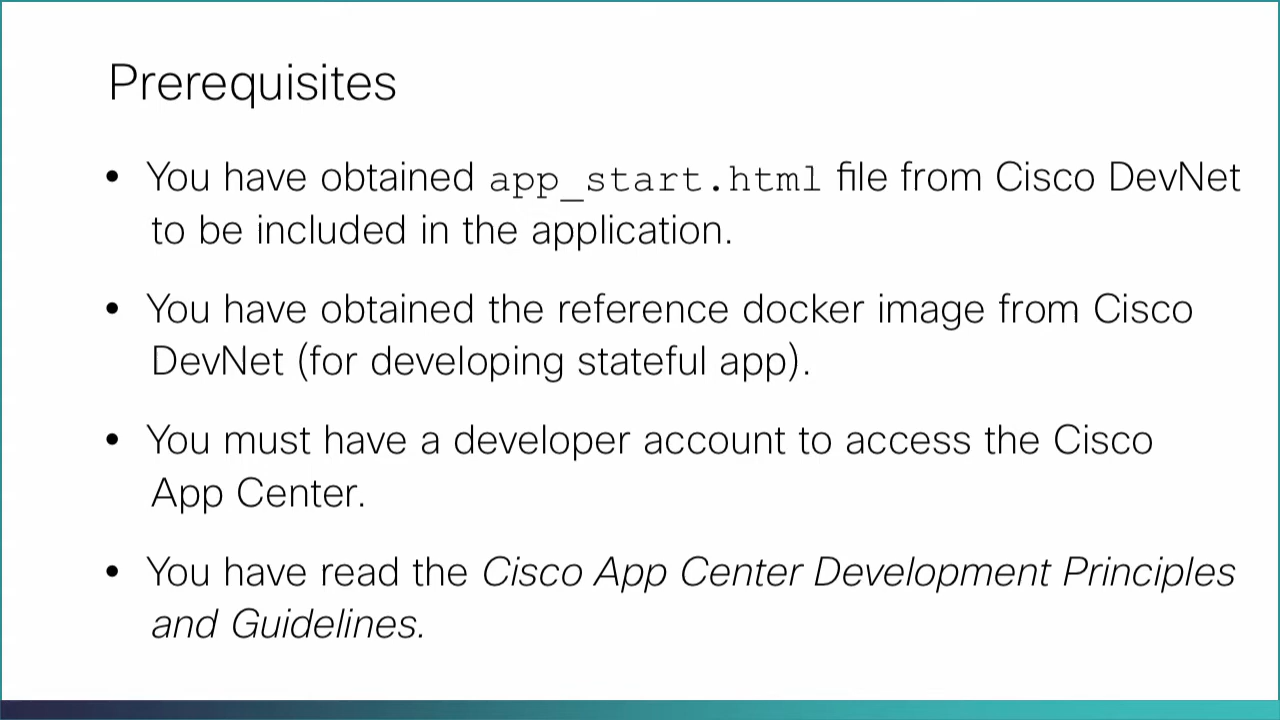 Prerequisites
• You have obtained app_start.html file from Cisco DevNet
to be included in the application.
• You have obtained the reference docker image from Cisco
DevNet (for developing stateful app).
• You must have a developer account to access the Cisco
App Center.
• You have read the Cisco App Center Development Principles
and Guidelines.